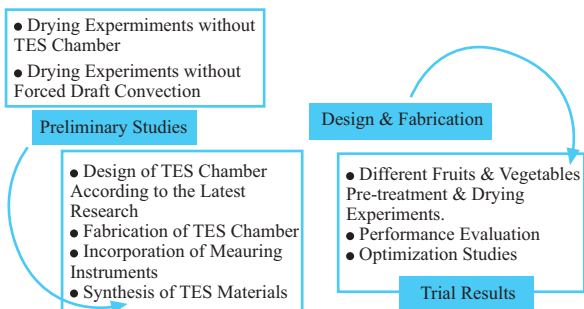 ● Drying Expermiments without
TES Chamber
● Drying Experiments without
Forced Draft Convection
Preliminary Studies
● Design of TES Chamber
According to the Latest
Research
● Fabrication of TES Chamber
● Incorporation of Meauring
Instruments
● Synthesis of TES Materials
Design & Fabrication
● Different Fruits & Vegetables
Pre-treatment & Drying
Experiments.
● Performance Evaluation
● Optimization Studies
Trial Results